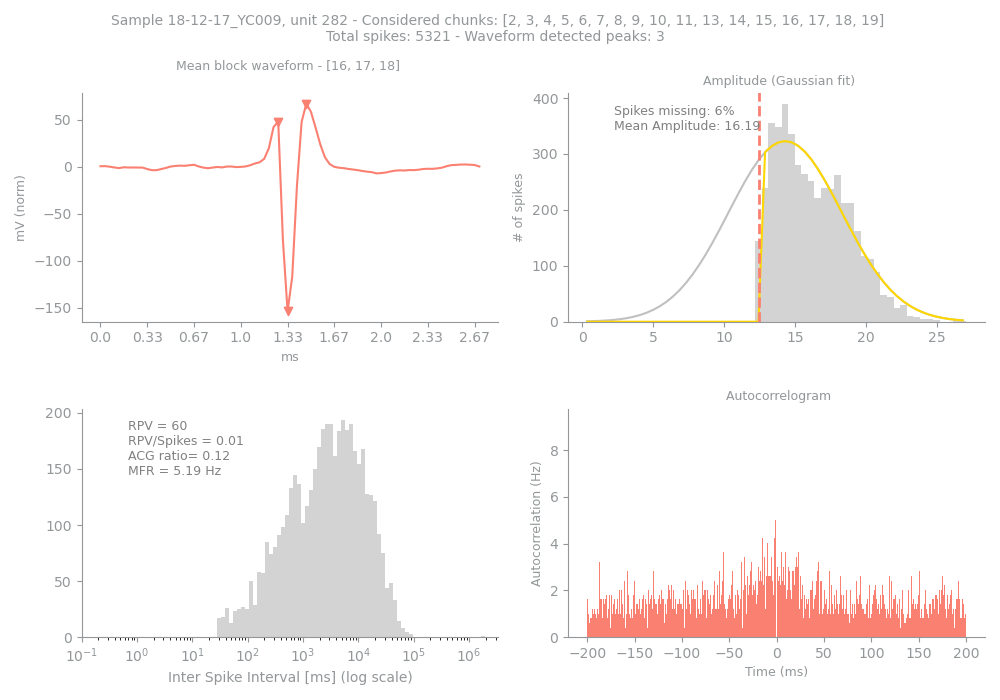 Sample 18-12-17_YC009, unit 282 - Considered chunks: [2, 3, 4, 5, 6, 7, 8, 9, 10, 11, 13, 14, 15, 16, 17, 18, 19]
Total spikes: 5321 - Waveform detected peaks: 3
Mean block waveform - [16, 17, 18]
mV (norm)
50
0
−50
−100
−150
0.0 0.33 0.67 1.0 1.33 1.67 2.0 2.33 2.67
ms
Amplitude (Gaussian fit)
Spikes missing: 6%
Mean Amplitude: 16.19
# of spikes
400
300
200
100
0
0 5 10 15 20 25
RPV = 60
RPV/Spikes = 0.01
ACG ratio= 0.12
MFR = 5.19 Hz
200
150
100
50
0
10⁻¹ 10⁰ 10¹ 10² 10³ 10⁴ 10⁵ 10⁶
Inter Spike Interval [ms] (log scale)
Autocorrelogram
Autocorrelation (Hz)
8
6
4
2
0
−200 −150 −100 −50 0 50 100 150 200
Time (ms)